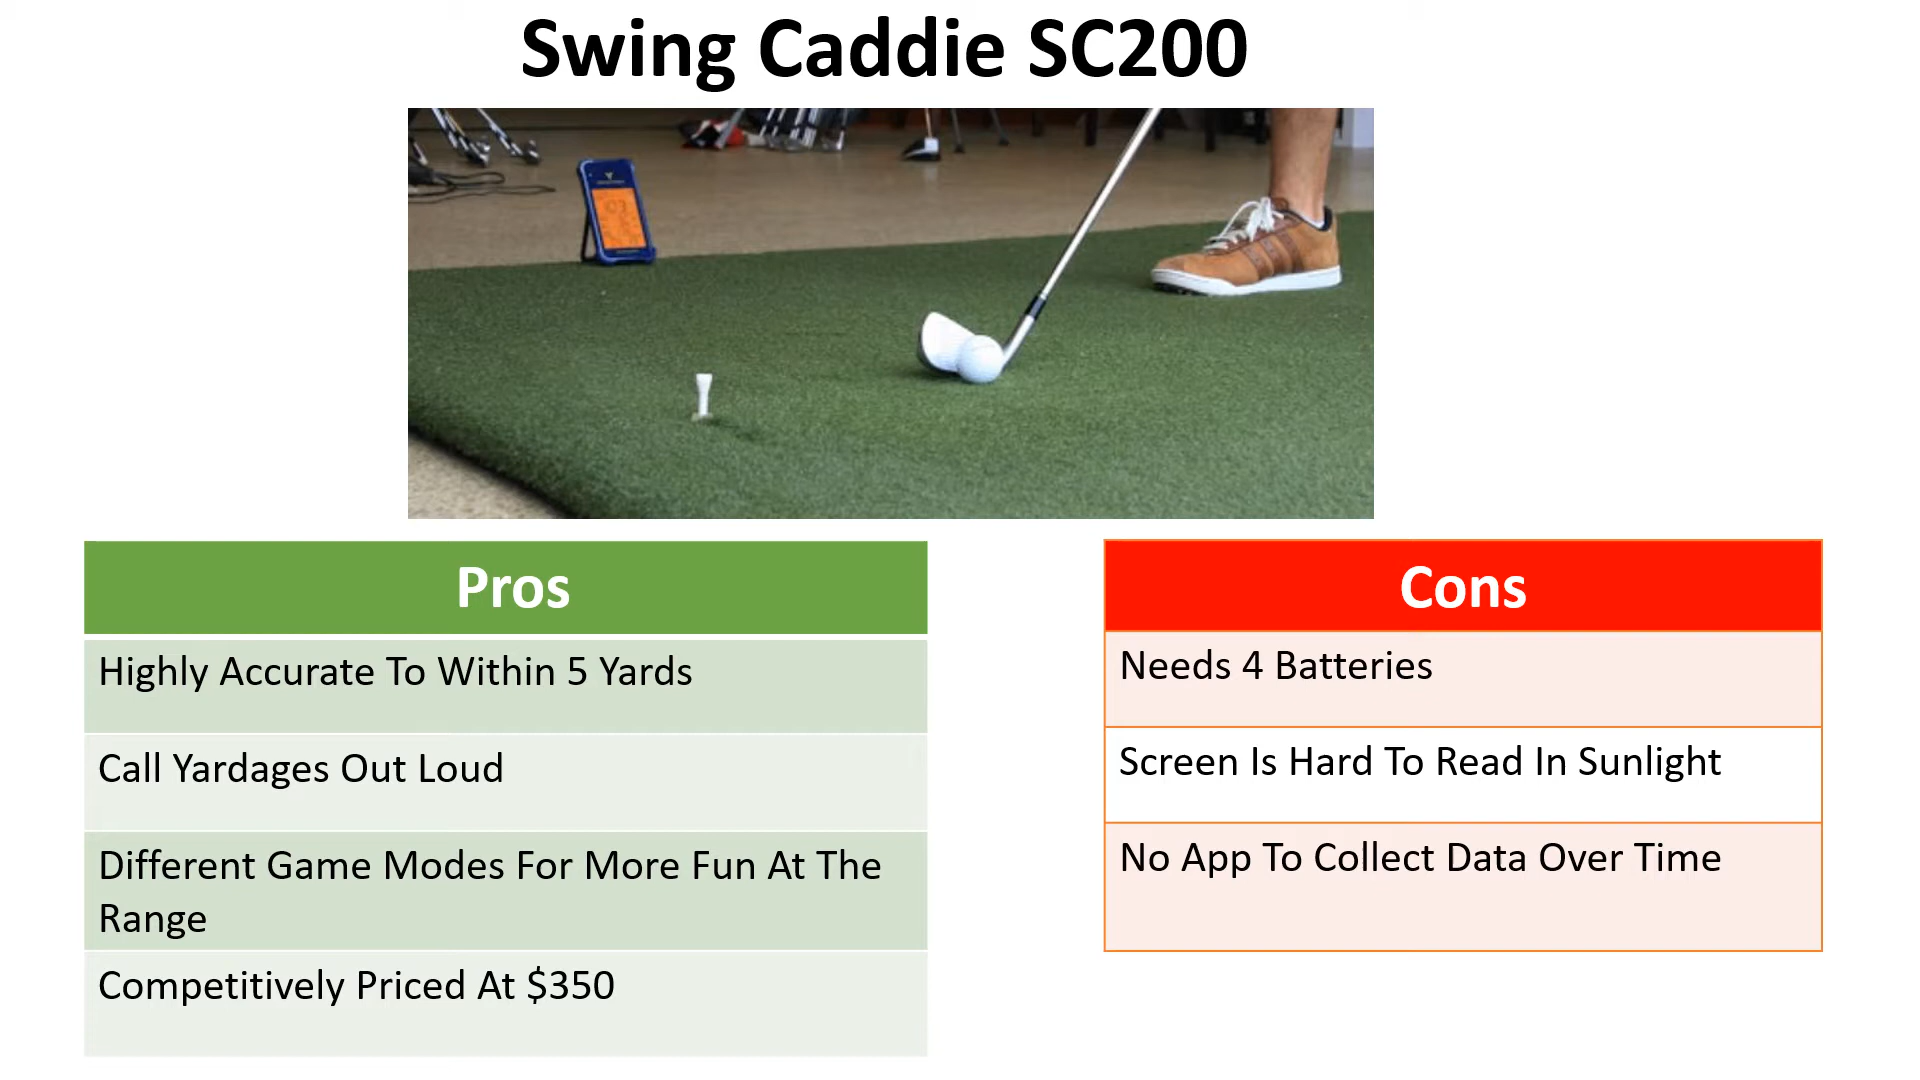 Swing Caddie SC200
Pros
Highly Accurate To Within 5 Yards
Call Yardages Out Loud
Different Game Modes For More Fun At The
Range
Competitively Priced At $350
Cons
Needs 4 Batteries
Screen Is Hard To Read In Sunlight
No App To Collect Data Over Time